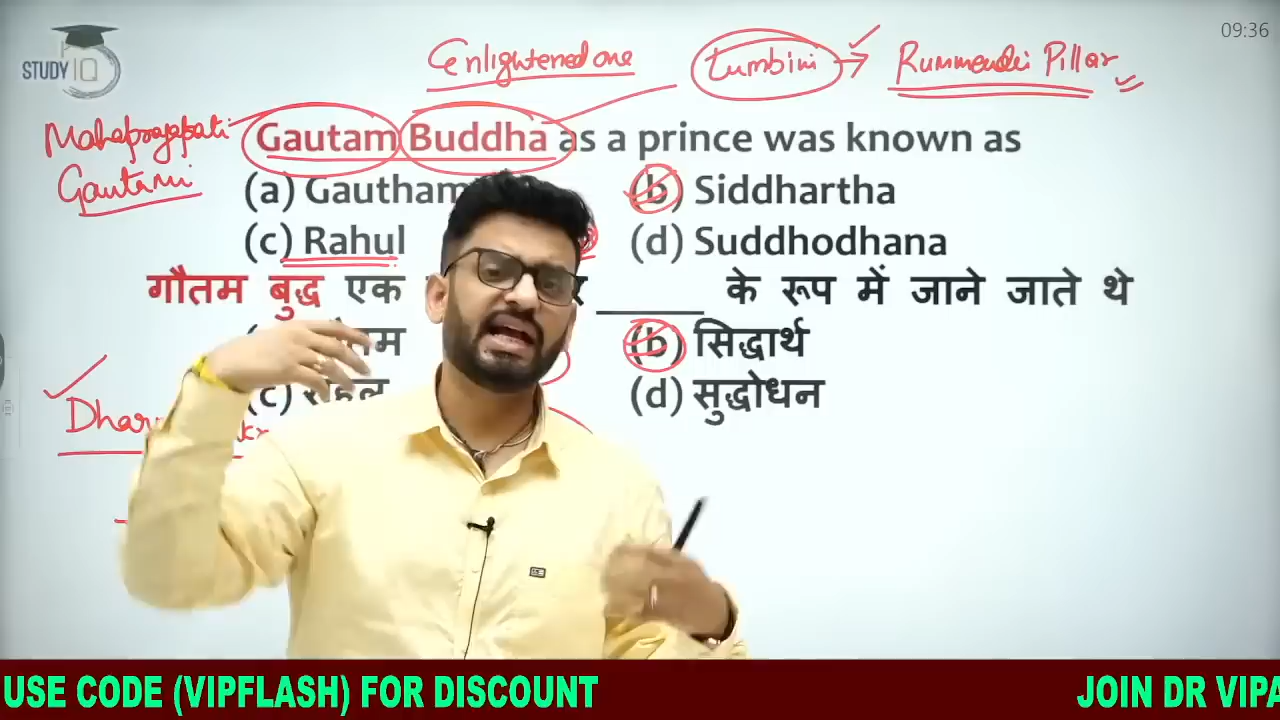 09:36
STUDY IQ
Enlightened one
Lumbini → Rummendei Pillar
Mahaprajapati
Gautami
Gautam Buddha as a prince was known as
(a) Gautham
(b) Siddhartha
(c) Rahul
(d) Suddhodhana
गौतम बुद्ध एक ______ के रूप में जाने जाते थे
(b) सिद्धार्थ
(c)
(d) सुद्धोधन
USE CODE (VIPFLASH) FOR DISCOUNT
JOIN DR VIPA